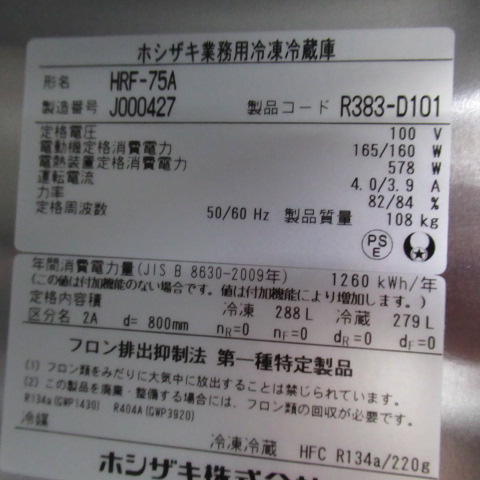 ホシザキ業務用冷凍冷蔵庫
形名 HRF-75A
製造番号 J000427 製品コード R383-D101
定格電圧 100 V
電動機定格消費電力 165/160 W
電熱装置定格消費電力 578 W
運転電流 4.0/3.9 A
力率 82/84 %
定格周波数 50/60 Hz 製品質量 108 kg
PS E
年間消費電力量(JIS B 8630-2009年) 1260 kWh/年
(この値は付加機能のない場合です。値は付加機能により増加します。)
定格内容積 冷凍 288 L 冷蔵 279 L
区分名 2A d= 800mm nR=0 nF=0 dR=0 dF=0
フロン排出抑制法 第一種特定製品
(1) フロン類をみだりに大気中に放出することは禁じられています。
(2) この製品を廃棄・整備する場合には、フロン類の回収が必要です。
R134a(GWP1430) R404A(GWP3920)
冷媒 冷凍冷蔵 HFC R134a/220g
ホシザキ株式会社